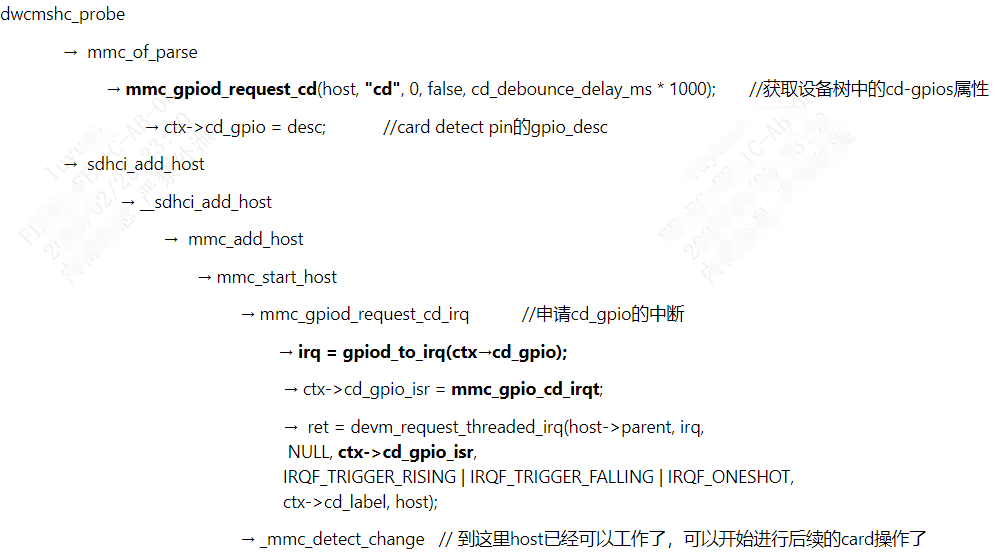 dwcmshc_probe
→ mmc_of_parse
→ mmc_gpiod_request_cd(host, "cd", 0, false, cd_debounce_delay_ms * 1000); //获取设备树中的cd-gpios属性
→ ctx->cd_gpio = desc; //card detect pin的gpio_desc
→ sdhci_add_host
→ __sdhci_add_host
→ mmc_add_host
→ mmc_start_host
→ mmc_gpiod_request_cd_irq //申请cd_gpio的中断
→ irq = gpiod_to_irq(ctx→cd_gpio);
→ ctx->cd_gpio_isr = mmc_gpio_cd_irqt;
→ ret = devm_request_threaded_irq(host->parent, irq,
NULL, ctx->cd_gpio_isr,
IRQF_TRIGGER_RISING | IRQF_TRIGGER_FALLING | IRQF_ONESHOT,
ctx->cd_label, host);
→ _mmc_detect_change // 到这里host已经可以工作了，可以开始进行后续的card操作了